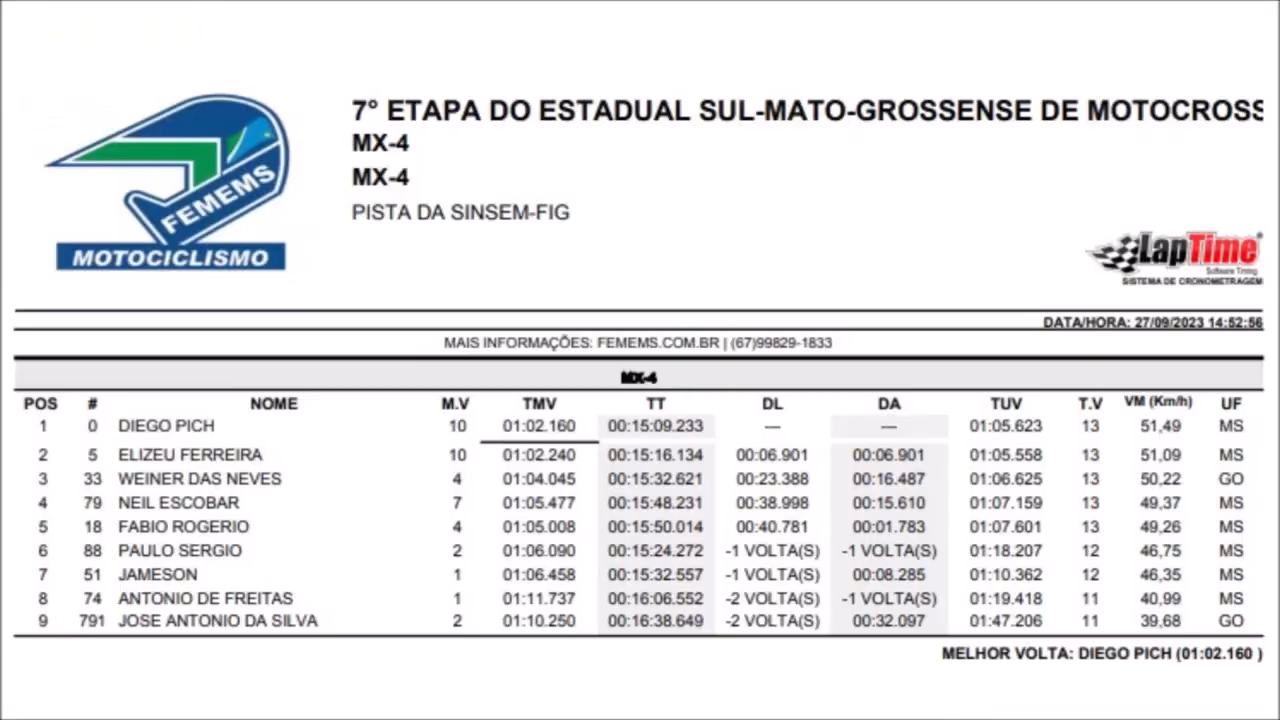 7° ETAPA DO ESTADUAL SUL-MATO-GROSSENSE DE MOTOCROSS
MX-4
MX-4
PISTA DA SINSEM-FIG
FEMEMS
MOTOCICLISMO
LapTime
Software Timing
SISTEMA DE CRONOMETRAGEM
DATA/HORA: 27/09/2023 14:52:56
MAIS INFORMAÇÕES: FEMEMS.COM.BR | (67)99829-1833
MX-4
POS # NOME M.V TMV TT DL DA TUV T.V VM (Km/h) UF
1 0 DIEGO PICH 10 01:02.160 00:15:09.233 --- --- 01:05.623 13 51,49 MS
2 5 ELIZEU FERREIRA 10 01:02.240 00:15:16.134 00:06.901 00:06.901 01:05.558 13 51,09 MS
3 33 WEINER DAS NEVES 4 01:04.045 00:15:32.621 00:23.388 00:16.487 01:06.625 13 50,22 GO
4 79 NEIL ESCOBAR 7 01:05.477 00:15:48.231 00:38.998 00:15.610 01:07.159 13 49,37 MS
5 18 FABIO ROGERIO 4 01:05.008 00:15:50.014 00:40.781 00:01.783 01:07.601 13 49,26 MS
6 88 PAULO SERGIO 2 01:06.090 00:15:24.272 -1 VOLTA(S) -1 VOLTA(S) 01:18.207 12 46,75 MS
7 51 JAMESON 1 01:06.458 00:15:32.557 -1 VOLTA(S) 00:08.285 01:10.362 12 46,35 MS
8 74 ANTONIO DE FREITAS 1 01:11.737 00:16:06.552 -2 VOLTA(S) -1 VOLTA(S) 01:19.418 11 40,99 MS
9 791 JOSE ANTONIO DA SILVA 2 01:10.250 00:16:38.649 -2 VOLTA(S) 00:32.097 01:47.206 11 39,68 GO
MELHOR VOLTA: DIEGO PICH (01:02.160 )